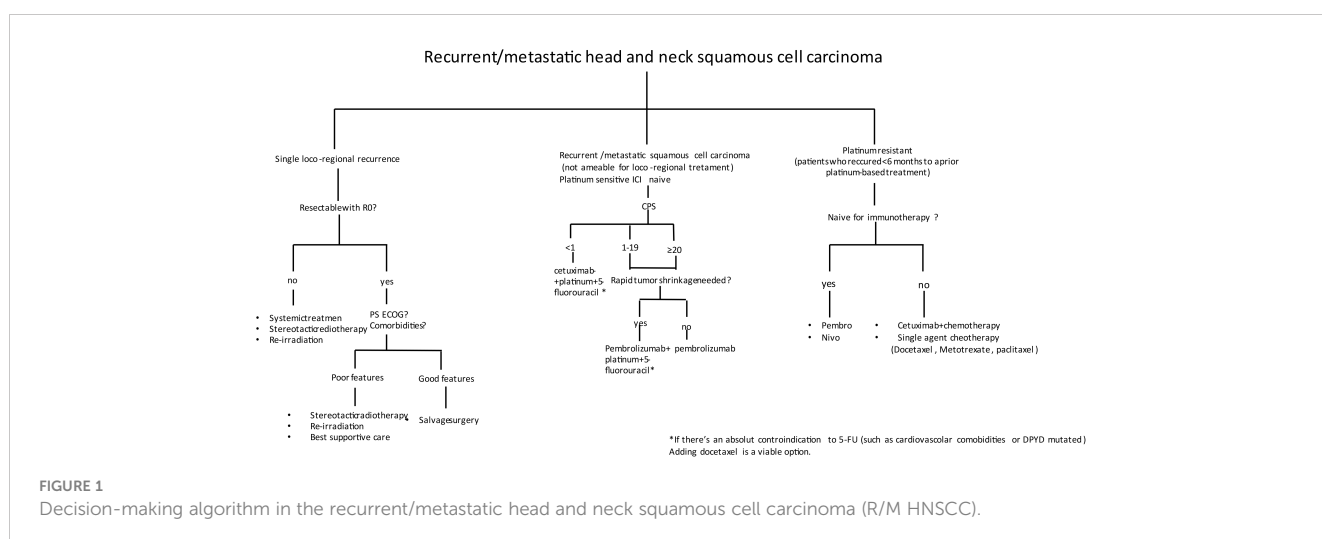 Recurrent/metastatic head and neck squamous cell carcinoma
Single loco-regional recurrence
Resectablewith R0?
no
yes
• Systemictreatmen
• Stereotacticrediotherapy
• Re-irradiation
PS ECOG?
Comorbidities?
Poor features
Good features
• Stereotacticradiotherapy
• Re-irradiation
• Best supportive care
• Salvagesurgery
Recurrent /metastatic squamous cell carcinoma
(not ameable for loco-regional tretament)
Platinum sensitive ICI naive
CPS
<1
1-19
≥20
cetuximab-
+platinum+5-
fluorouracil *
Rapid tumor shrinkageneeded ?
yes
no
Pembrolizumab+
platinum+5-
fluorouracil*
pembrolizumab
Platinum resistant
(patients who reccured<6 months to aprior
platinum-based treatment)
Naive for immunotherapy ?
yes
no
• Pembro
• Nivo
• Cetuximab+chemotherapy
• Single agent cheotherapy
(Docetaxel , Metotrexate , paclitaxel )
*If there's an absolut controindication to 5-FU (such as cardiovascolar comobidities or DPYD mutated )
Adding docetaxel is a viable option.
FIGURE 1
Decision-making algorithm in the recurrent/metastatic head and neck squamous cell carcinoma (R/M HNSCC).